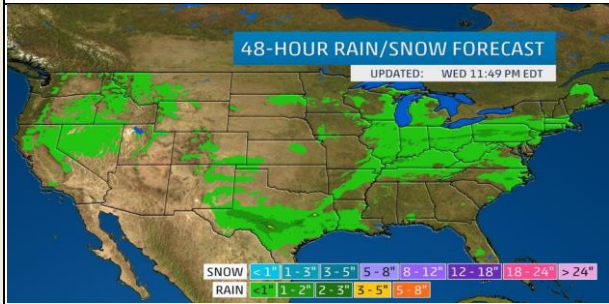 48-HOUR RAIN/SNOW FORECAST
UPDATED: WED 11:49 PM EDT
SNOW <1" 1 - 3" 3 - 5" 5 - 8" 8 - 12" 12 - 18" 18 - 24" > 24"
RAIN <1" 1 - 2" 2 - 3" 3 - 5" 5 - 8"